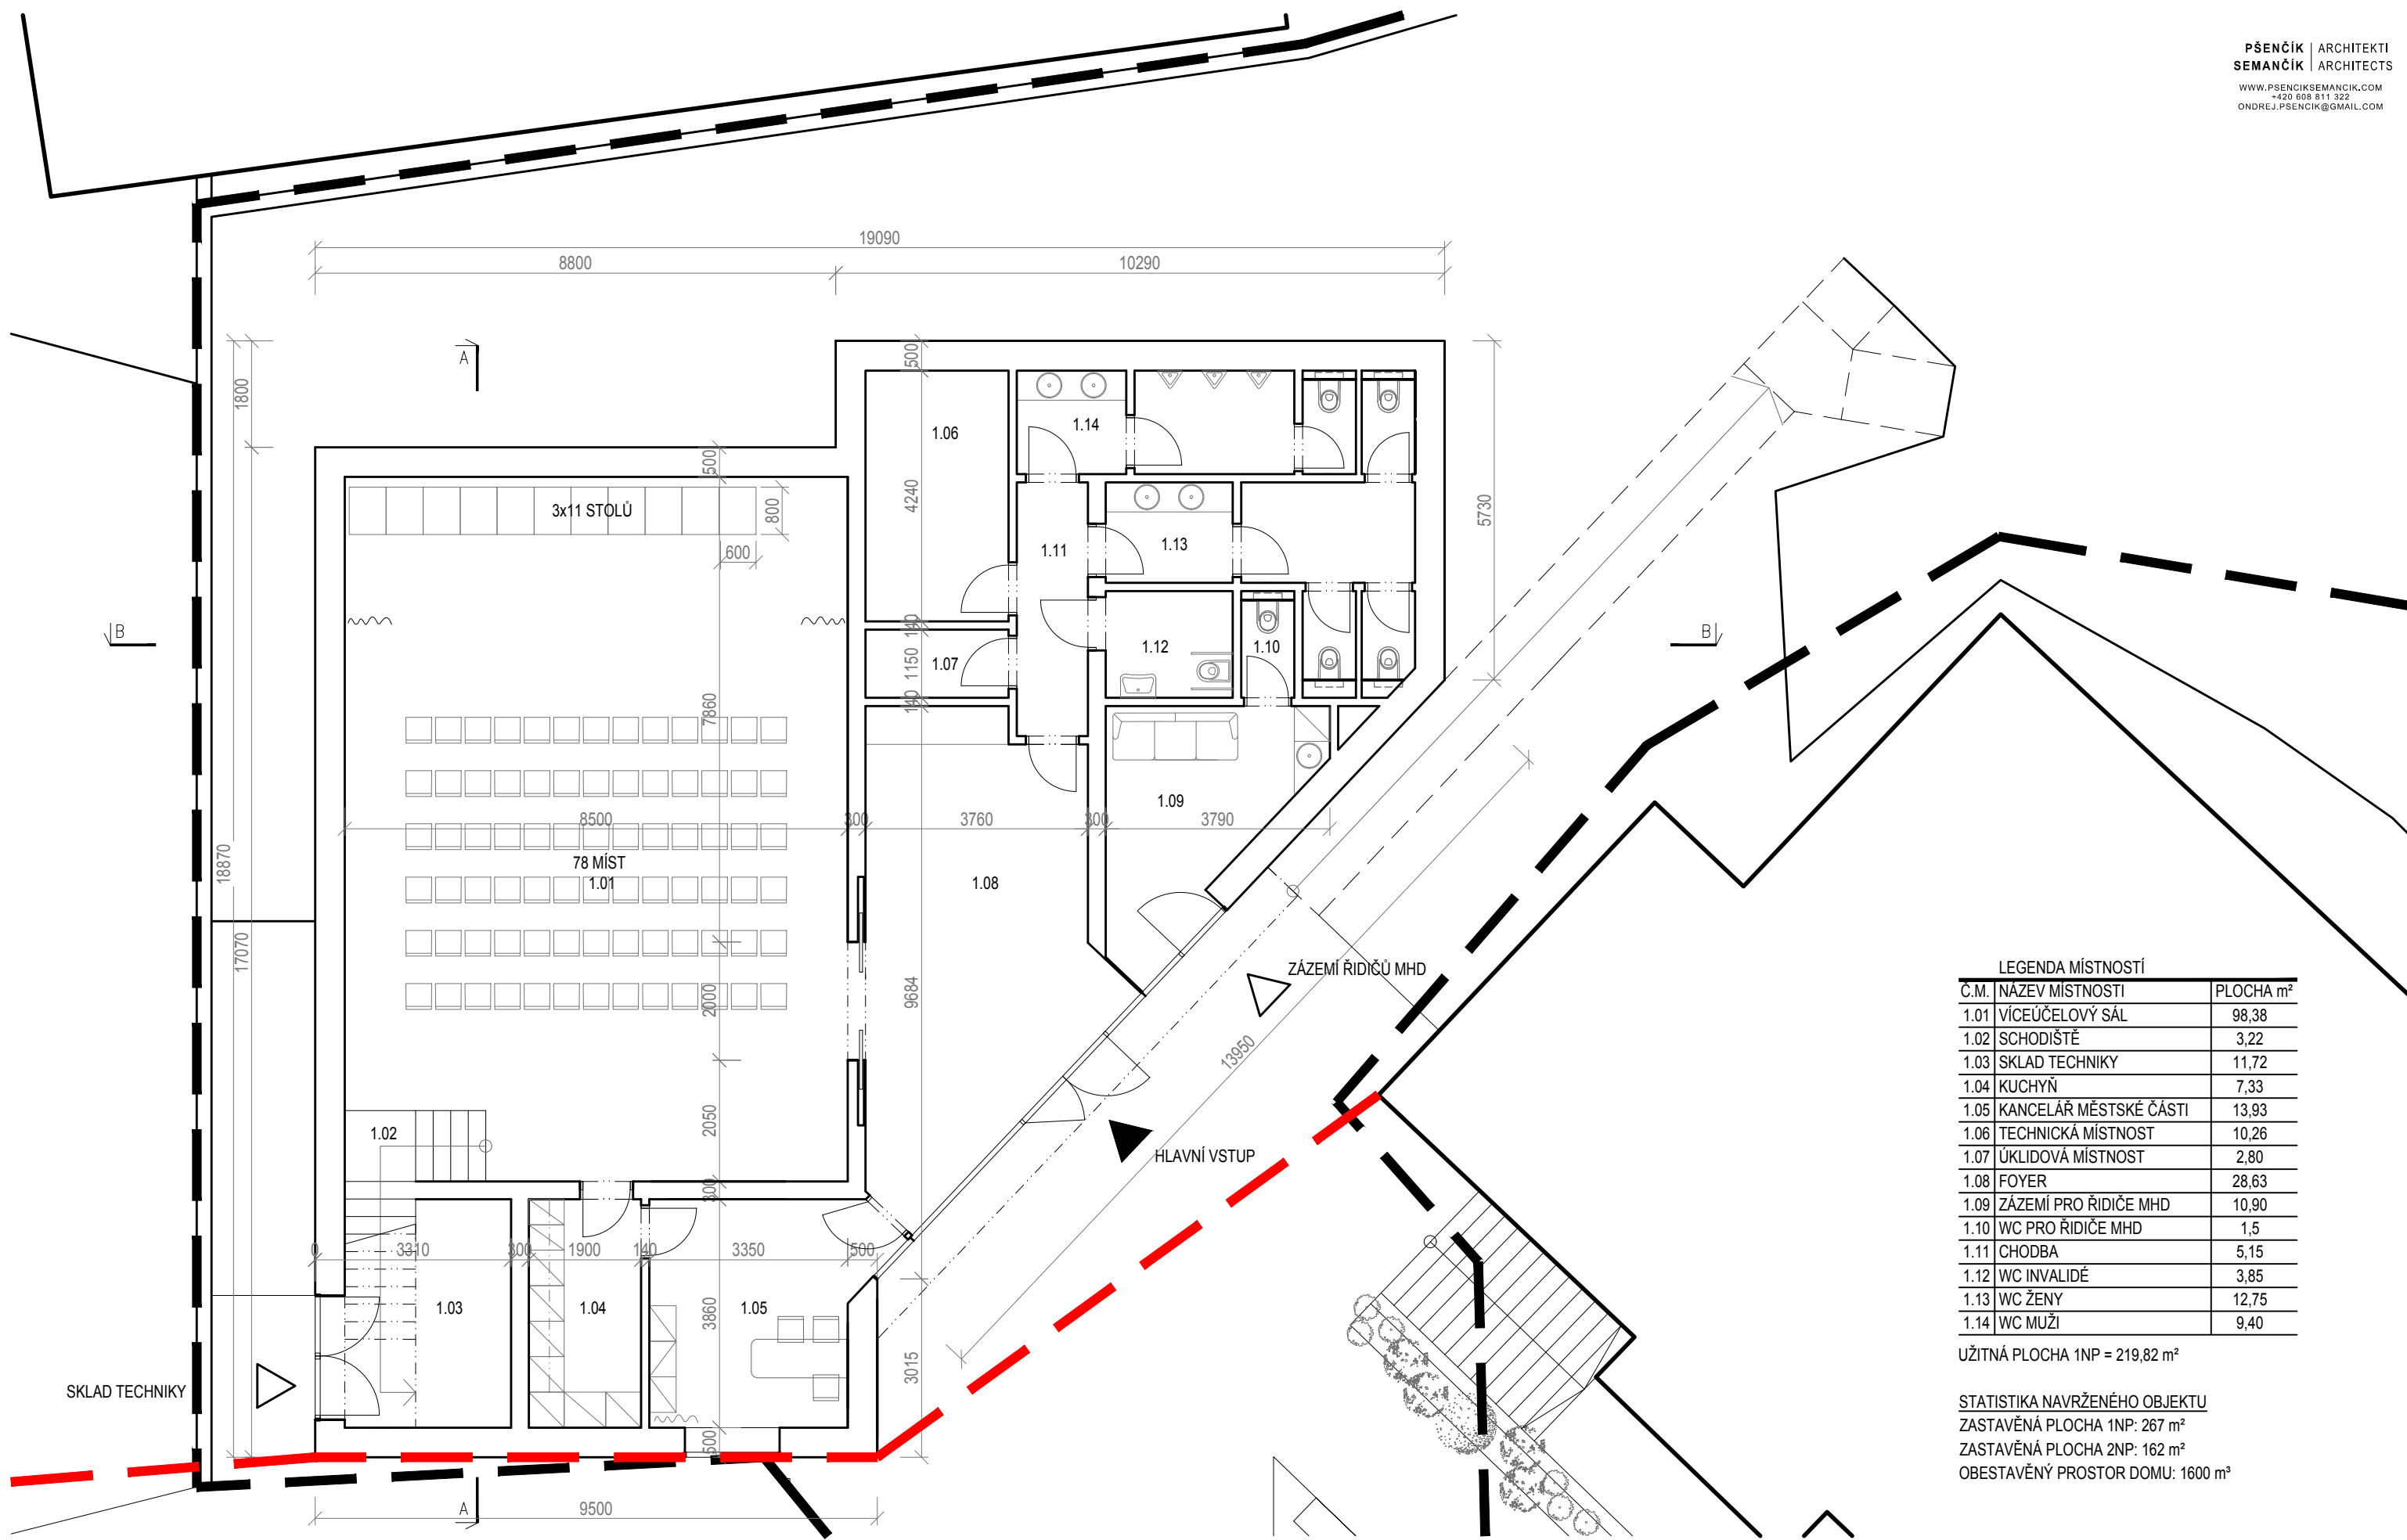 PŠENČÍK | ARCHITEKTI
SEMANČÍK | ARCHITECTS
WWW.PSENCIKSEMANCIK.COM
+420 608 811 322
ONDREJ.PSENCIK@GMAIL.COM
19090
8800
10290
A
1800
500
500
1.06
1.14
4240
3x11 STOLŮ
800
600
1.11
1.13
5730
B
B
140
1150
1.07
140
1.12
1.10
7860
1.09
8500
300
3760
300
3790
78 MÍST
1.01
1.08
18870
17070
ZÁZEMÍ ŘIDIČŮ MHD
9684
2000
13950
2050
1.02
HLAVNÍ VSTUP
300
0
3310
300
1900
140
3350
500
1.03
1.04
1.05
3860
3015
SKLAD TECHNIKY
500
A
9500
LEGENDA MÍSTNOSTÍ
Č.M. NÁZEV MÍSTNOSTI PLOCHA m²
1.01 VÍCEÚČELOVÝ SÁL 98,38
1.02 SCHODIŠTĚ 3,22
1.03 SKLAD TECHNIKY 11,72
1.04 KUCHYŇ 7,33
1.05 KANCELÁŘ MĚSTSKÉ ČÁSTI 13,93
1.06 TECHNICKÁ MÍSTNOST 10,26
1.07 ÚKLIDOVÁ MÍSTNOST 2,80
1.08 FOYER 28,63
1.09 ZÁZEMÍ PRO ŘIDIČE MHD 10,90
1.10 WC PRO ŘIDIČE MHD 1,5
1.11 CHODBA 5,15
1.12 WC INVALIDÉ 3,85
1.13 WC ŽENY 12,75
1.14 WC MUŽI 9,40
UŽITNÁ PLOCHA 1NP = 219,82 m²
STATISTIKA NAVRŽENÉHO OBJEKTU
ZASTAVĚNÁ PLOCHA 1NP: 267 m²
ZASTAVĚNÁ PLOCHA 2NP: 162 m²
OBESTAVĚNÝ PROSTOR DOMU: 1600 m³